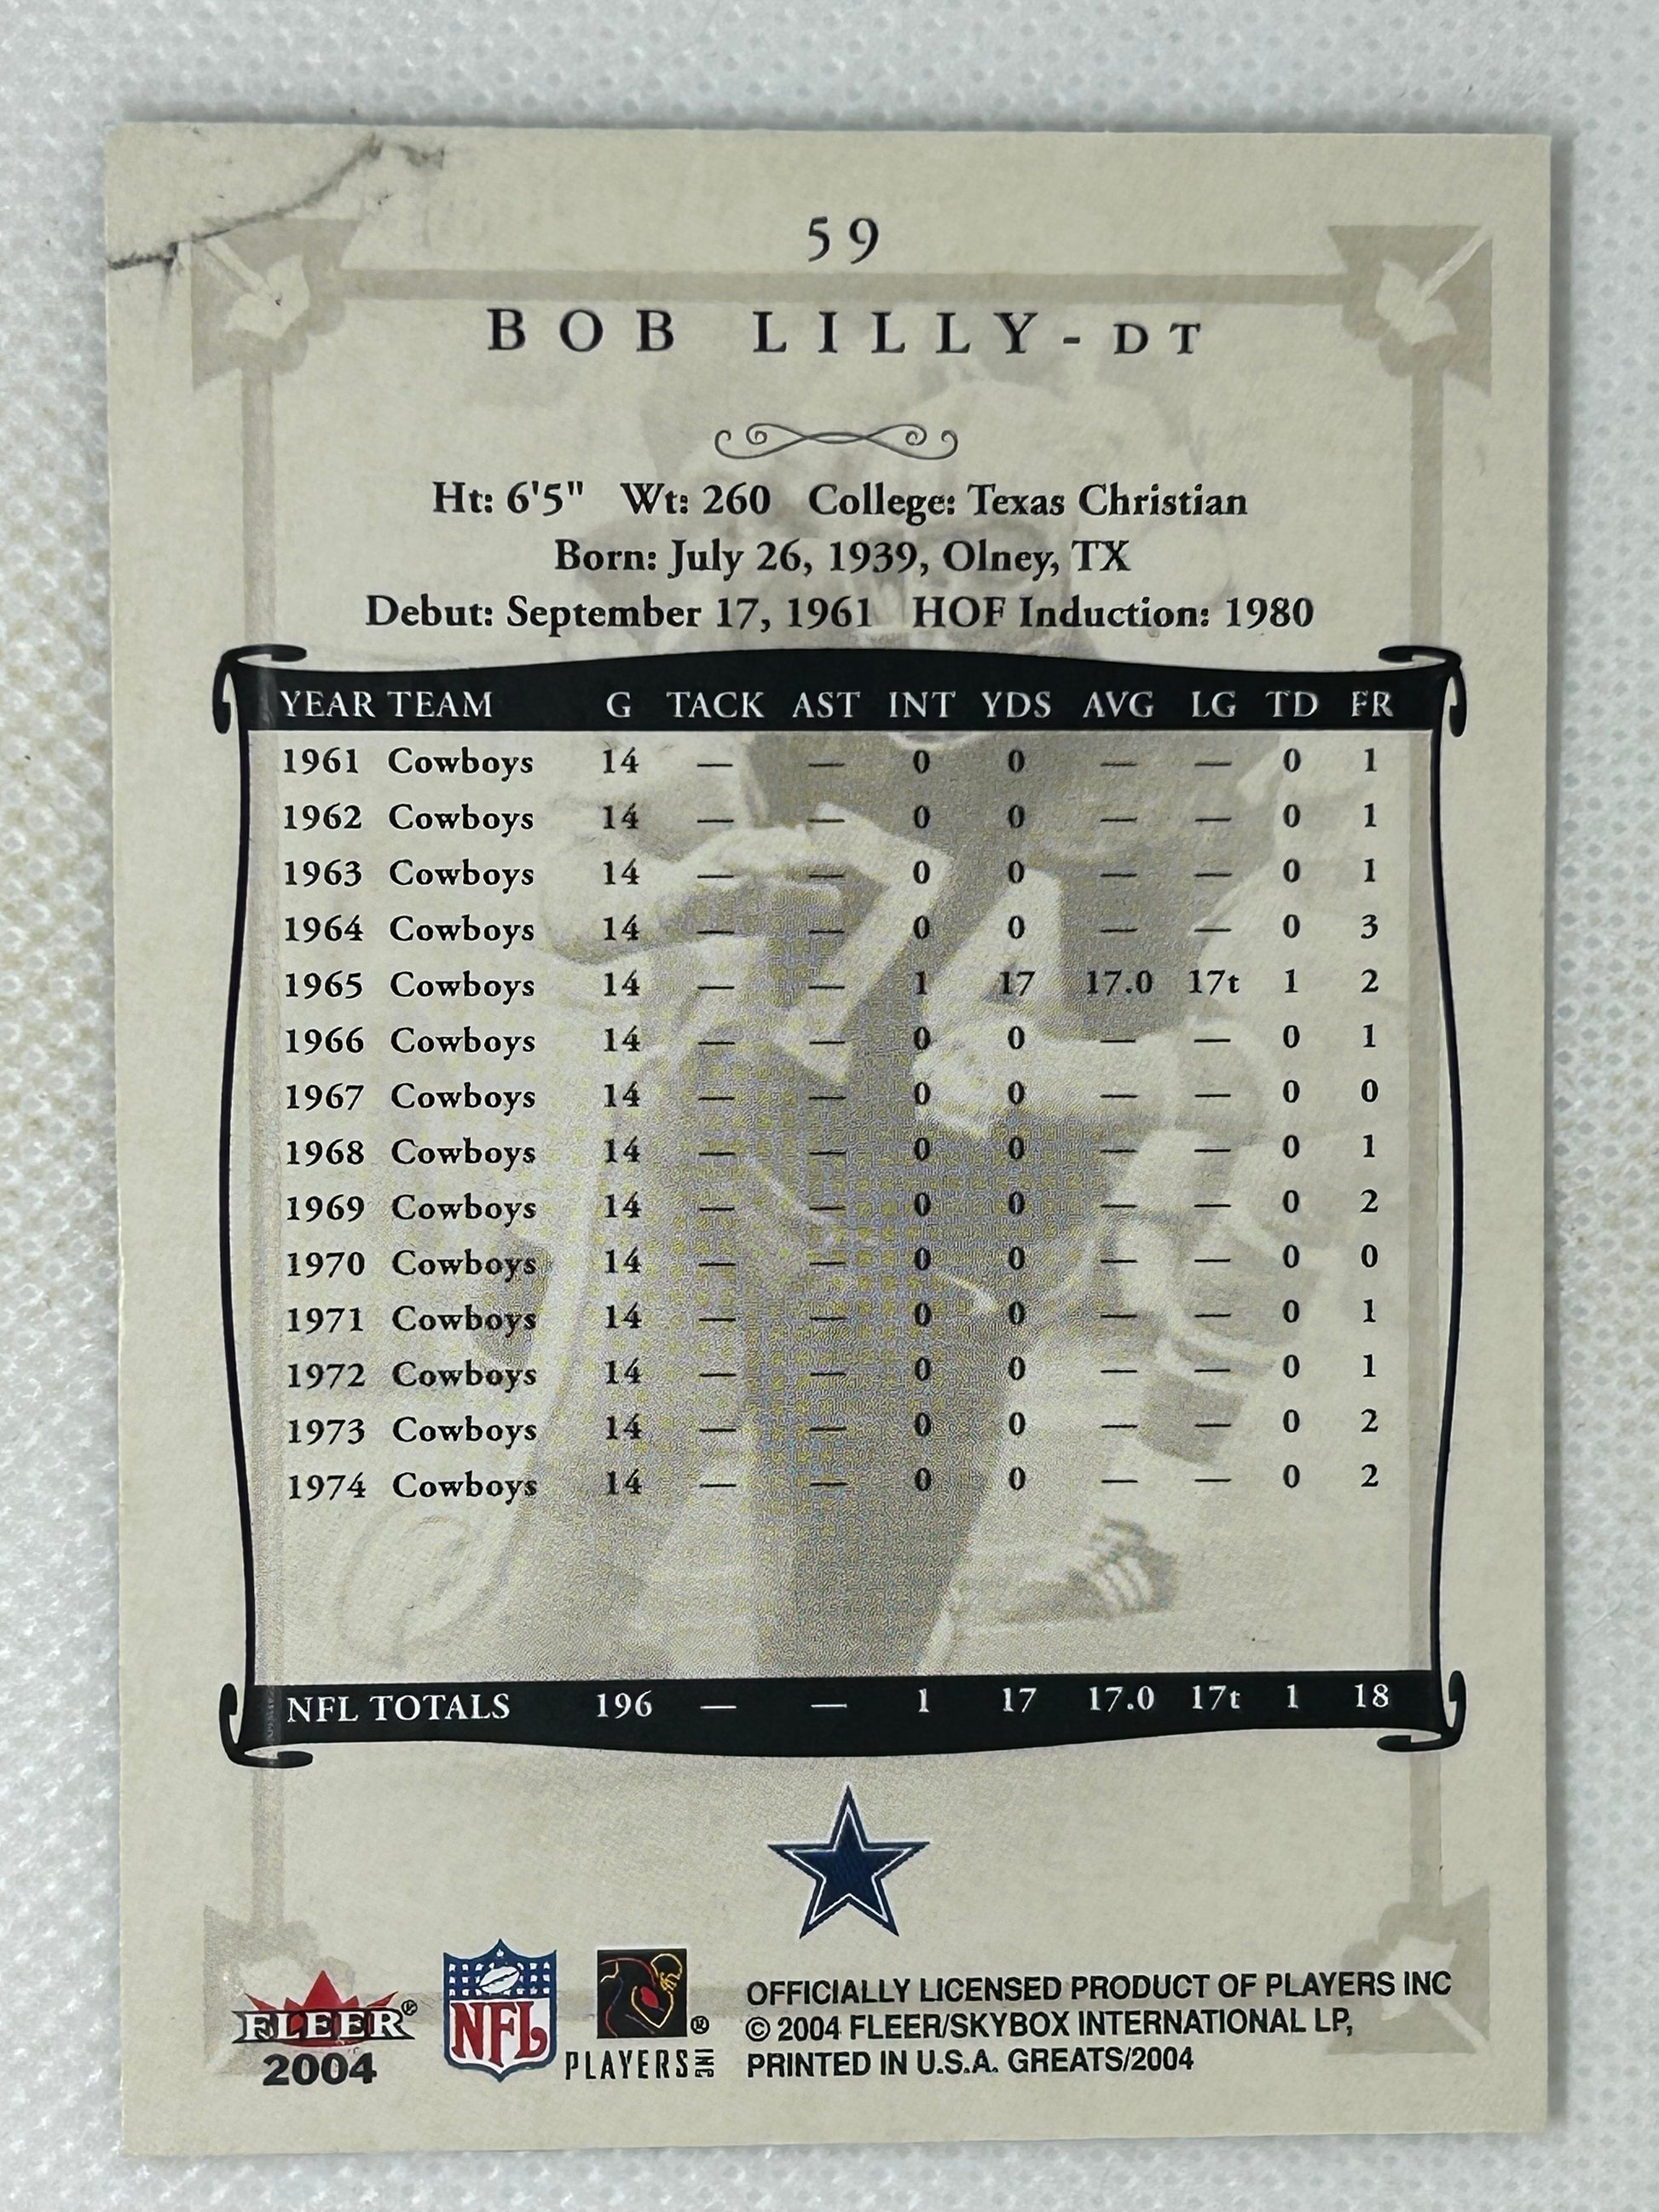 59
BOB LILLY - DT
Ht: 6'5" Wt: 260 College: Texas Christian
Born: July 26, 1939, Olney, TX
Debut: September 17, 1961 HOF Induction: 1980
YEAR TEAM G TACK AST INT YDS AVG LG TD FR
1961 Cowboys 14 — — 0 0 — — 0 1
1962 Cowboys 14 — — 0 0 — — 0 1
1963 Cowboys 14 — — 0 0 — — 0 1
1964 Cowboys 14 — — 0 0 — — 0 3
1965 Cowboys 14 — — 1 17 17.0 17t 1 2
1966 Cowboys 14 — — 0 0 — — 0 1
1967 Cowboys 14 — — 0 0 — — 0 0
1968 Cowboys 14 — — 0 0 — — 0 1
1969 Cowboys 14 — — 0 0 — — 0 2
1970 Cowboys 14 — — 0 0 — — 0 0
1971 Cowboys 14 — — 0 0 — — 0 1
1972 Cowboys 14 — — 0 0 — — 0 1
1973 Cowboys 14 — — 0 0 — — 0 2
1974 Cowboys 14 — — 0 0 — — 0 2
NFL TOTALS 196 — — 1 17 17.0 17t 1 18
FLEER®
2004
NFL
®
PLAYERS INC
OFFICIALLY LICENSED PRODUCT OF PLAYERS INC
© 2004 FLEER/SKYBOX INTERNATIONAL LP,
PRINTED IN U.S.A. GREATS/2004
74